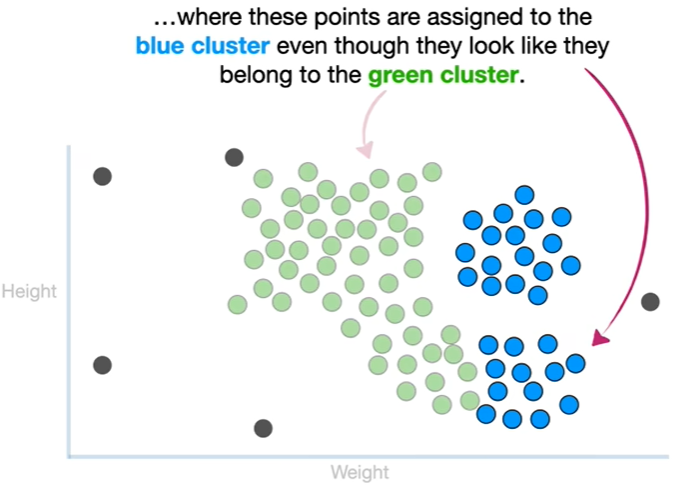 ...where these points are assigned to the
blue cluster even though they look like they
belong to the green cluster.
Height
Weight